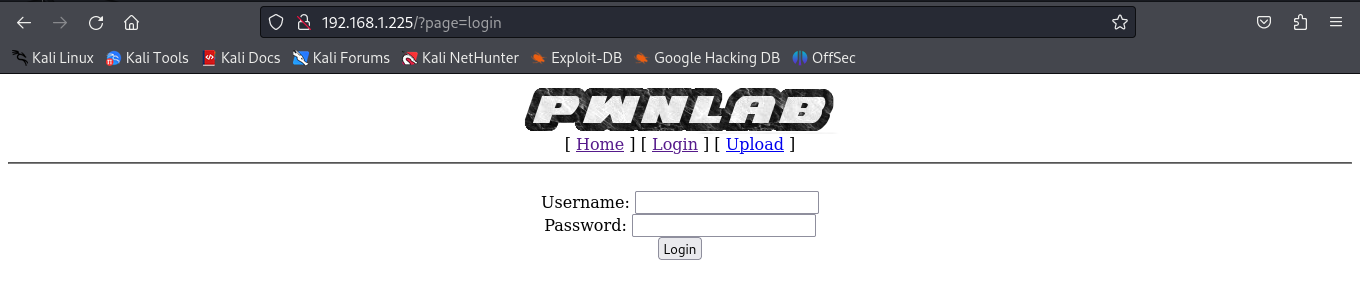 192.168.1.225/?page=login
Kali Linux Kali Tools Kali Docs Kali Forums Kali NetHunter Exploit-DB Google Hacking DB OffSec
PWNLAB
[ Home ] [ Login ] [ Upload ]
Username:
Password:
Login